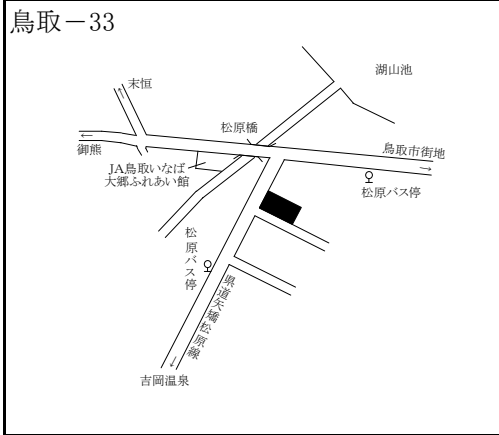 鳥取－33
湖山池
末恒
松原橋
←
御熊
鳥取市街地
→
JA鳥取いなば
大郷ふれあい館
松原バス停
松原バス停
県道矢矯松原線
吉岡温泉